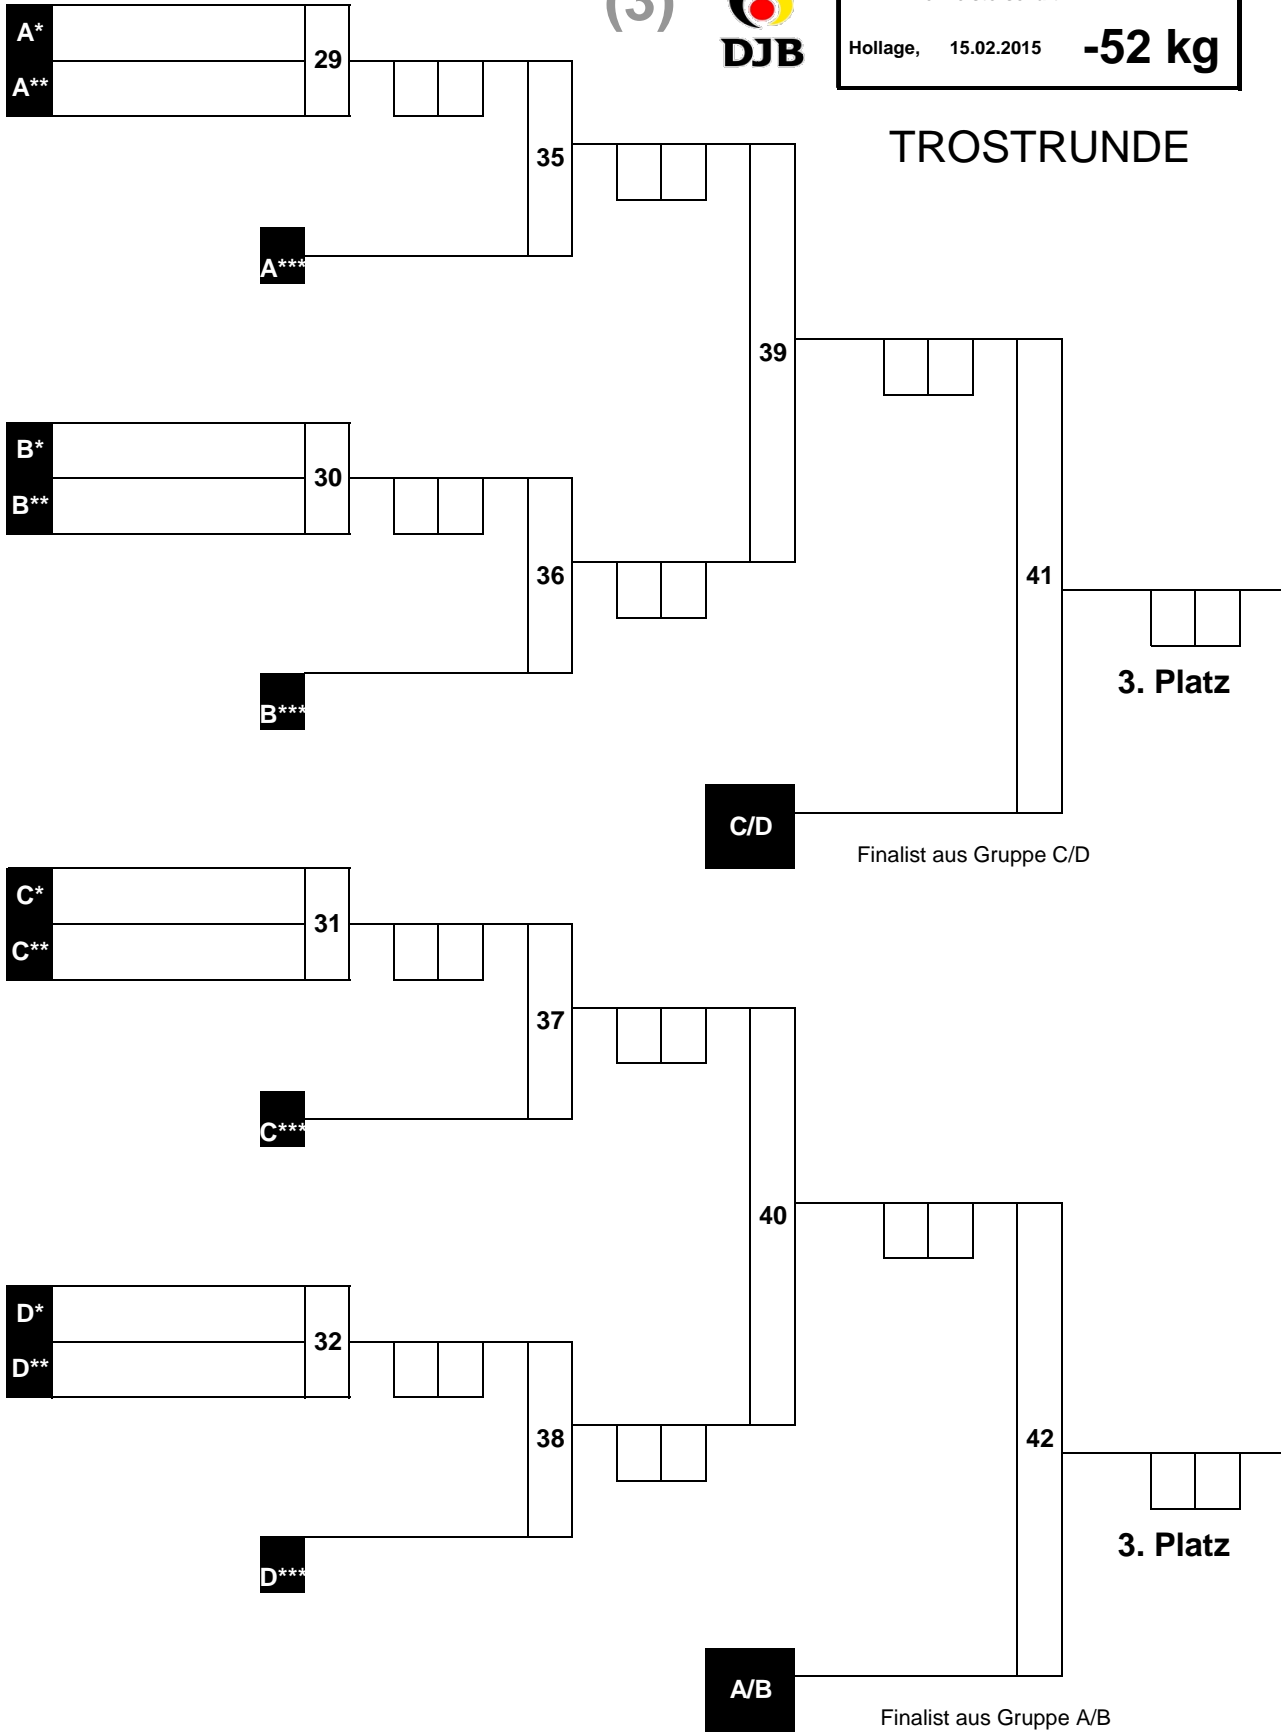 (3)
DJB
Hollage, 15.02.2015 -52 kg
TROSTRUNDE
A*
A**
29
35
A***
39
B*
B**
30
36
B***
41
3. Platz
C/D
Finalist aus Gruppe C/D
C*
C**
31
37
C***
40
D*
D**
32
38
D***
42
3. Platz
A/B
Finalist aus Gruppe A/B